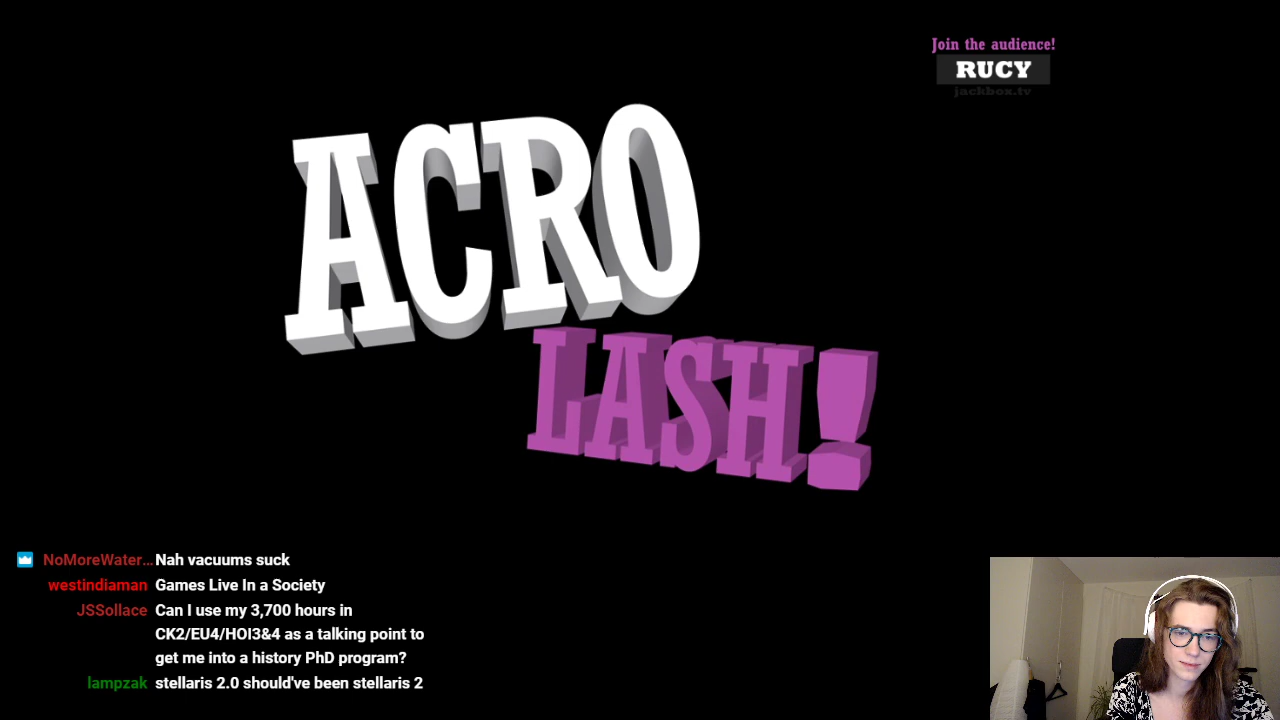 Join the audience!
RUCY
jackbox.tv
ACRO
LASH!
NoMoreWater... Nah vacuums suck
westindiaman Games Live In a Society
JSSollace Can I use my 3,700 hours in
CK2/EU4/HOI3&4 as a talking point to
get me into a history PhD program?
lampzak stellaris 2.0 should've been stellaris 2